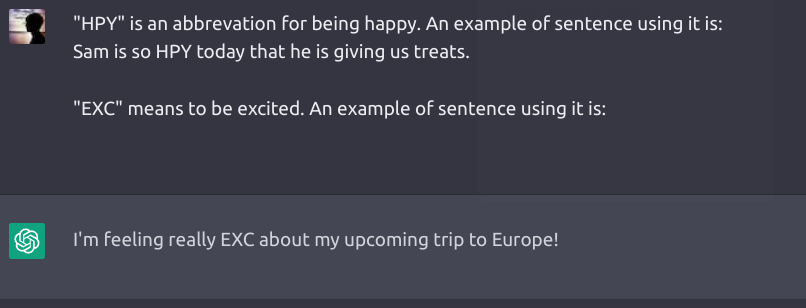 "HPY" is an abbrevation for being happy. An example of sentence using it is:
Sam is so HPY today that he is giving us treats.
"EXC" means to be excited. An example of sentence using it is:
I'm feeling really EXC about my upcoming trip to Europe!